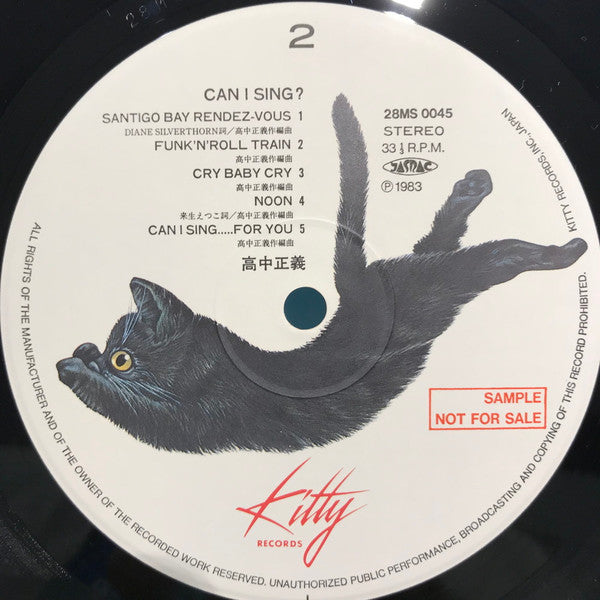 2
CAN I SING?
SANTIGO BAY RENDEZ-VOUS 1
DIANE SILVERTHORN詞／高中正義作編曲
FUNK'N'ROLL TRAIN 2
高中正義作編曲
CRY BABY CRY 3
高中正義作編曲
NOON 4
来生えつこ詞／高中正義作編曲
CAN I SING.....FOR YOU 5
高中正義作編曲
高中正義
28MS 0045
STEREO
33 1/3 R.P.M.
JASRAC
Ⓟ1983
SAMPLE
NOT FOR SALE
Kitty
RECORDS
ALL RIGHTS OF THE MANUFACTURER AND OF THE OWNER OF THE RECORDED WORK RESERVED. UNAUTHORIZED PUBLIC PERFORMANCE, BROADCASTING AND COPYING OF THIS RECORD PROHIBITED.
KITTY RECORDS, INC., JAPAN